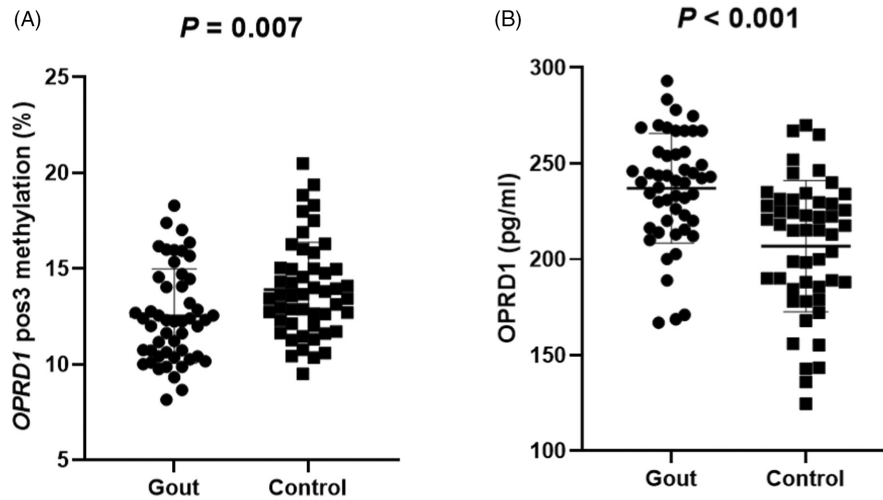 (A)
P = 0.007
OPRD1 pos3 methylation (%)
25
20
15
10
5
Gout
Control
(B)
P < 0.001
OPRD1 (pg/ml)
300
250
200
150
100
Gout
Control